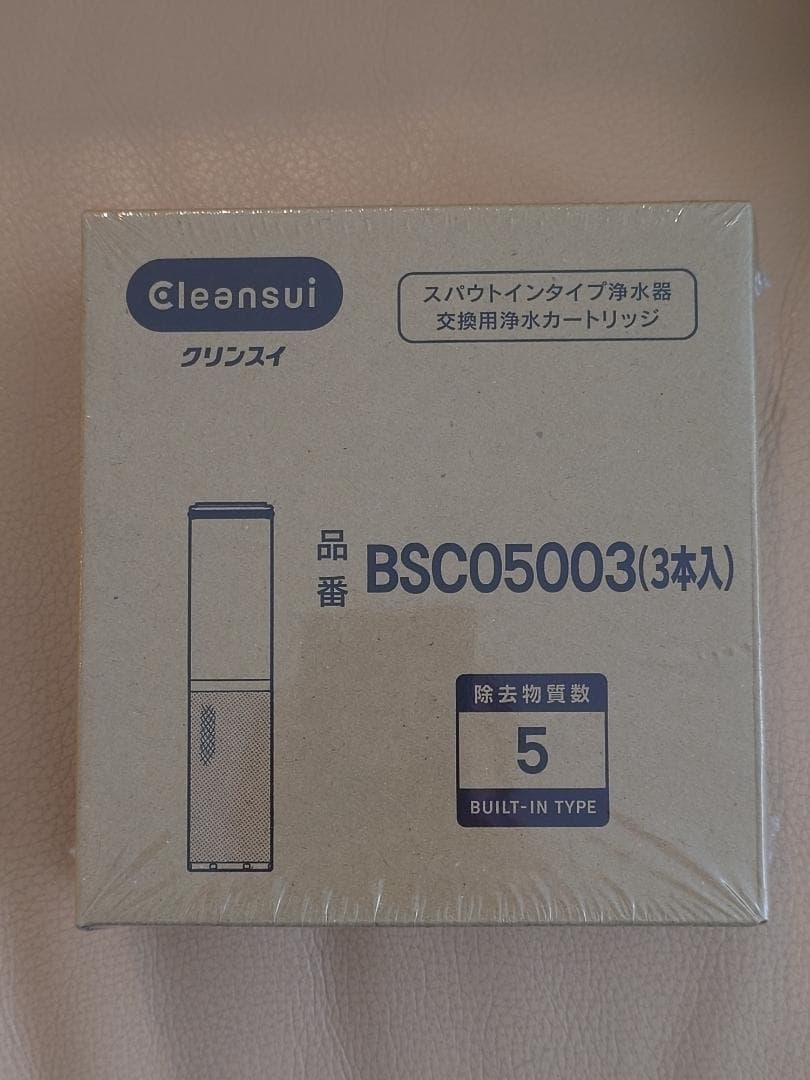 Cleansui
クリンスイ
スパウトインタイプ浄水器
交換用浄水カートリッジ
品番 BSC05003(3本入)
除去物質数
5
BUILT-IN TYPE